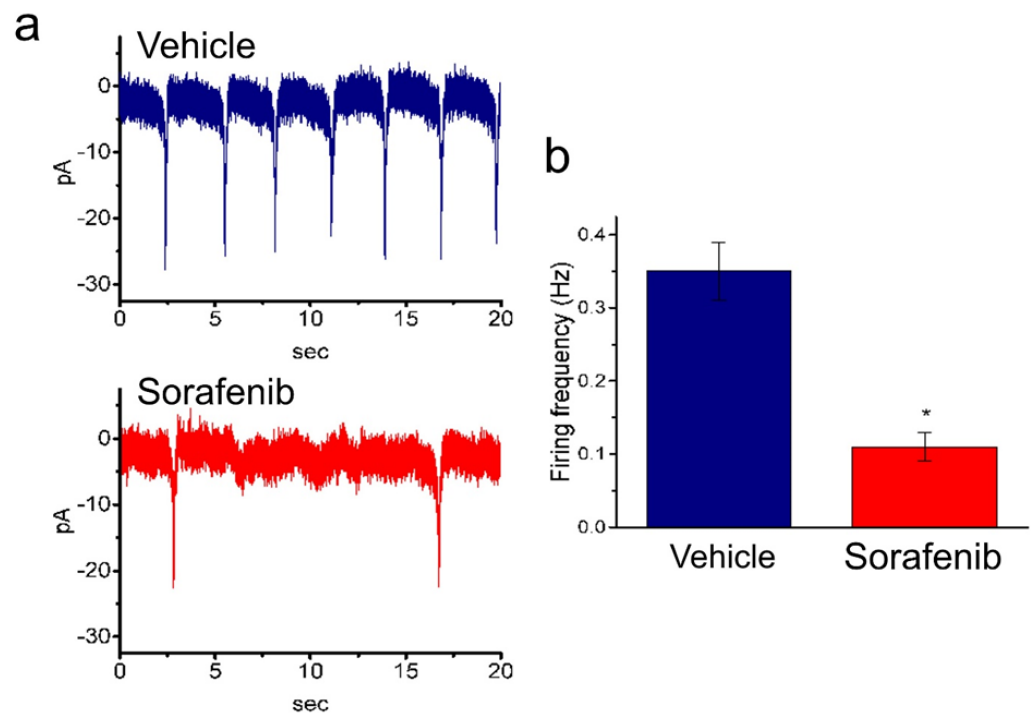 a
Vehicle
0
-10
-20
-30
pA
0 5 10 15 20
sec
Sorafenib
0
-10
-20
-30
pA
0 5 10 15 20
sec
b
0.4
0.3
0.2
0.1
0.0
Firing frequency (Hz)
*
Vehicle Sorafenib